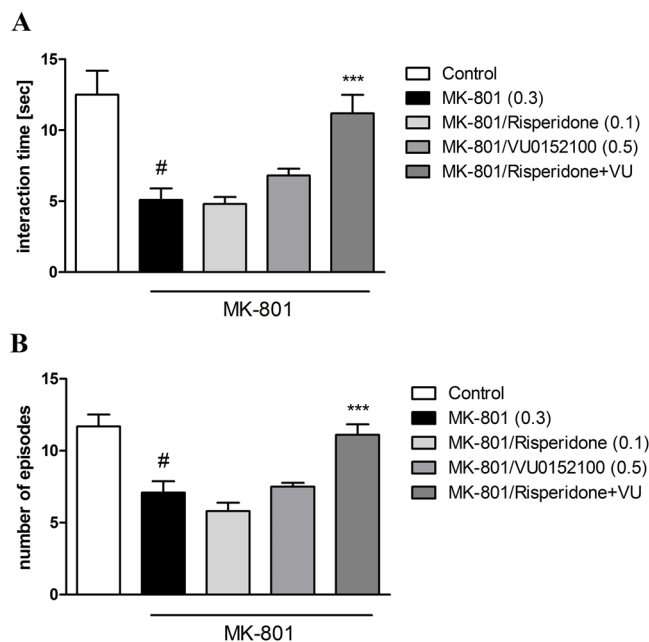 A
15
10
5
0
interaction time [sec]
#
***
MK-801
Control
MK-801 (0.3)
MK-801/Risperidone (0.1)
MK-801/VU0152100 (0.5)
MK-801/Risperidone+VU
B
15
10
5
0
number of episodes
#
***
MK-801
Control
MK-801 (0.3)
MK-801/Risperidone (0.1)
MK-801/VU0152100 (0.5)
MK-801/Risperidone+VU